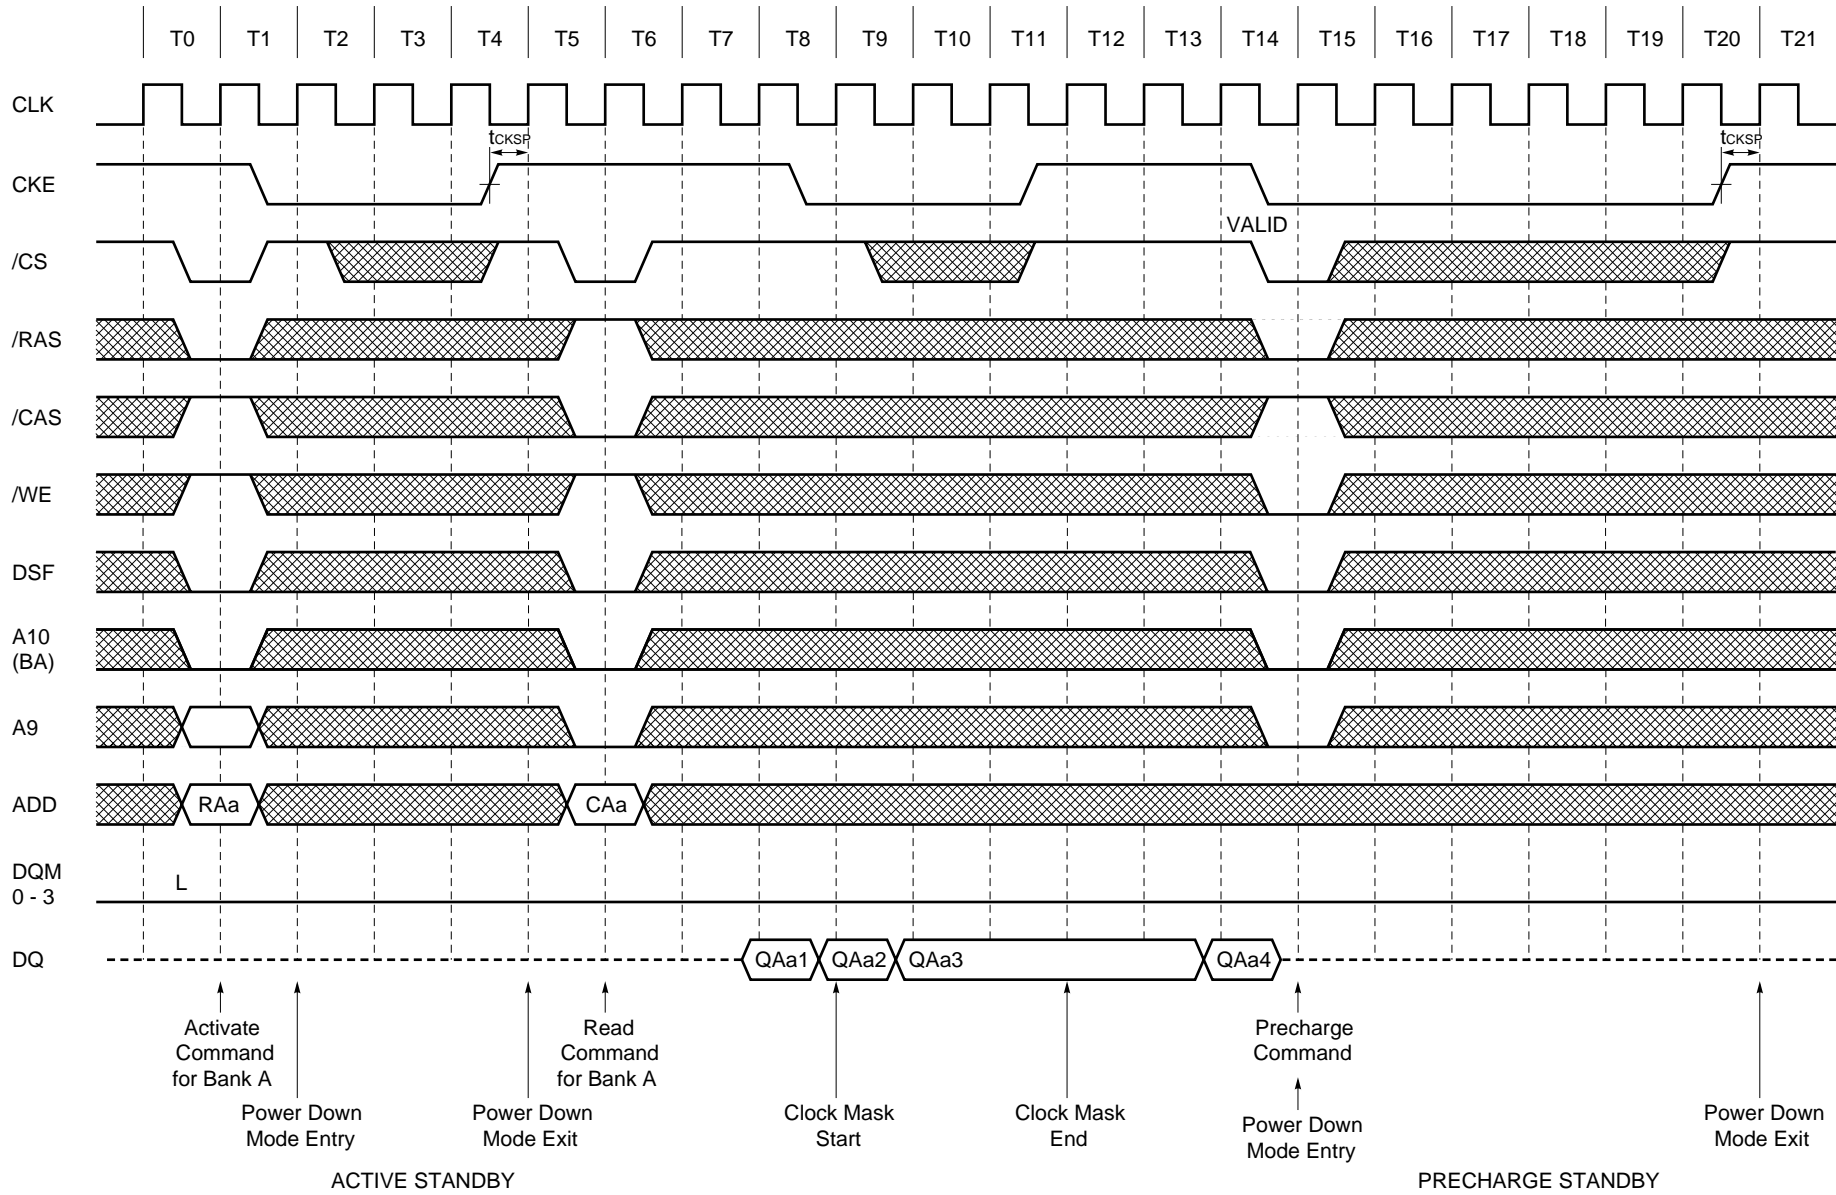 T0 T1 T2 T3 T4 T5 T6 T7 T8 T9 T10 T11 T12 T13 T14 T15 T16 T17 T18 T19 T20 T21
CLK
tCKSP tCKSP
CKE
VALID
/CS
/RAS
/CAS
/WE
DSF
A10
(BA)
A9
ADD RAa CAa
DQM
0 - 3
L
DQ QAa1 QAa2 QAa3 QAa4
Activate
Command
for Bank A
Read
Command
for Bank A
Precharge
Command
Power Down
Mode Entry
Power Down
Mode Exit
Clock Mask
Start
Clock Mask
End
Power Down
Mode Entry
Power Down
Mode Exit
ACTIVE STANDBY PRECHARGE STANDBY